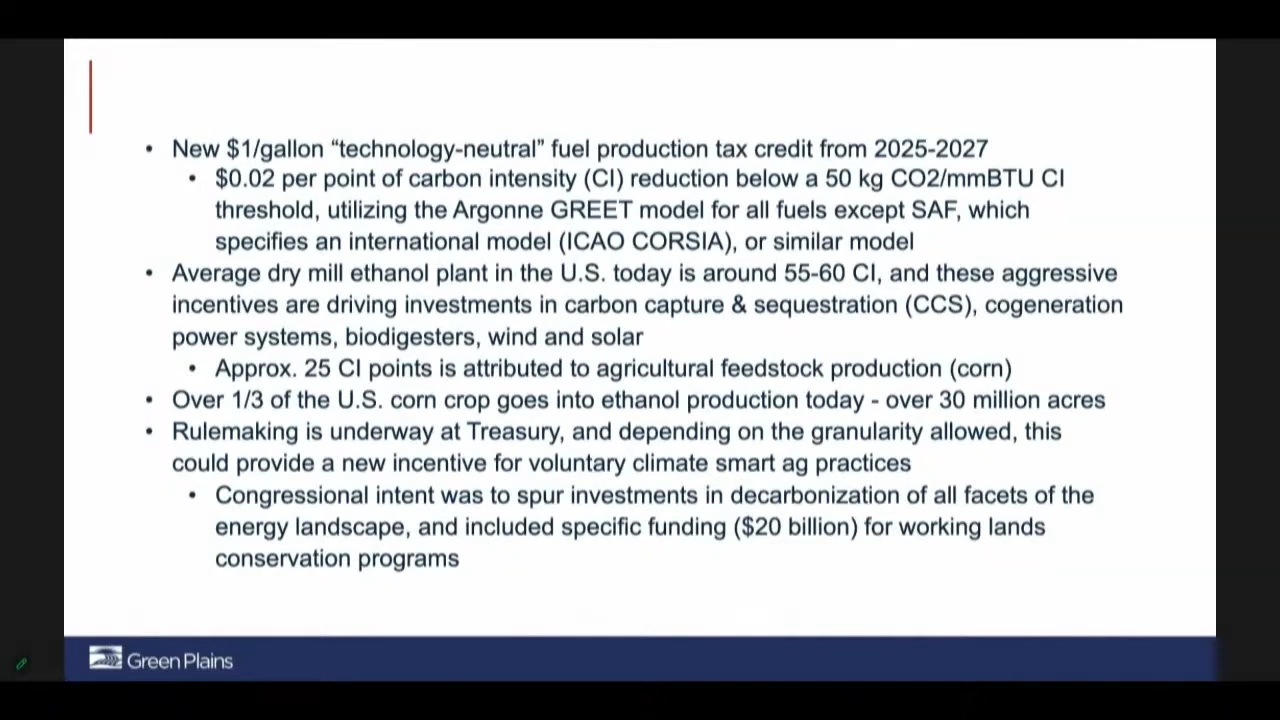 • New $1/gallon “technology-neutral” fuel production tax credit from 2025-2027
• $0.02 per point of carbon intensity (CI) reduction below a 50 kg CO2/mmBTU CI
threshold, utilizing the Argonne GREET model for all fuels except SAF, which
specifies an international model (ICAO CORSIA), or similar model
• Average dry mill ethanol plant in the U.S. today is around 55-60 CI, and these aggressive
incentives are driving investments in carbon capture & sequestration (CCS), cogeneration
power systems, biodigesters, wind and solar
• Approx. 25 CI points is attributed to agricultural feedstock production (corn)
• Over 1/3 of the U.S. corn crop goes into ethanol production today - over 30 million acres
• Rulemaking is underway at Treasury, and depending on the granularity allowed, this
could provide a new incentive for voluntary climate smart ag practices
• Congressional intent was to spur investments in decarbonization of all facets of the
energy landscape, and included specific funding ($20 billion) for working lands
conservation programs
Green Plains